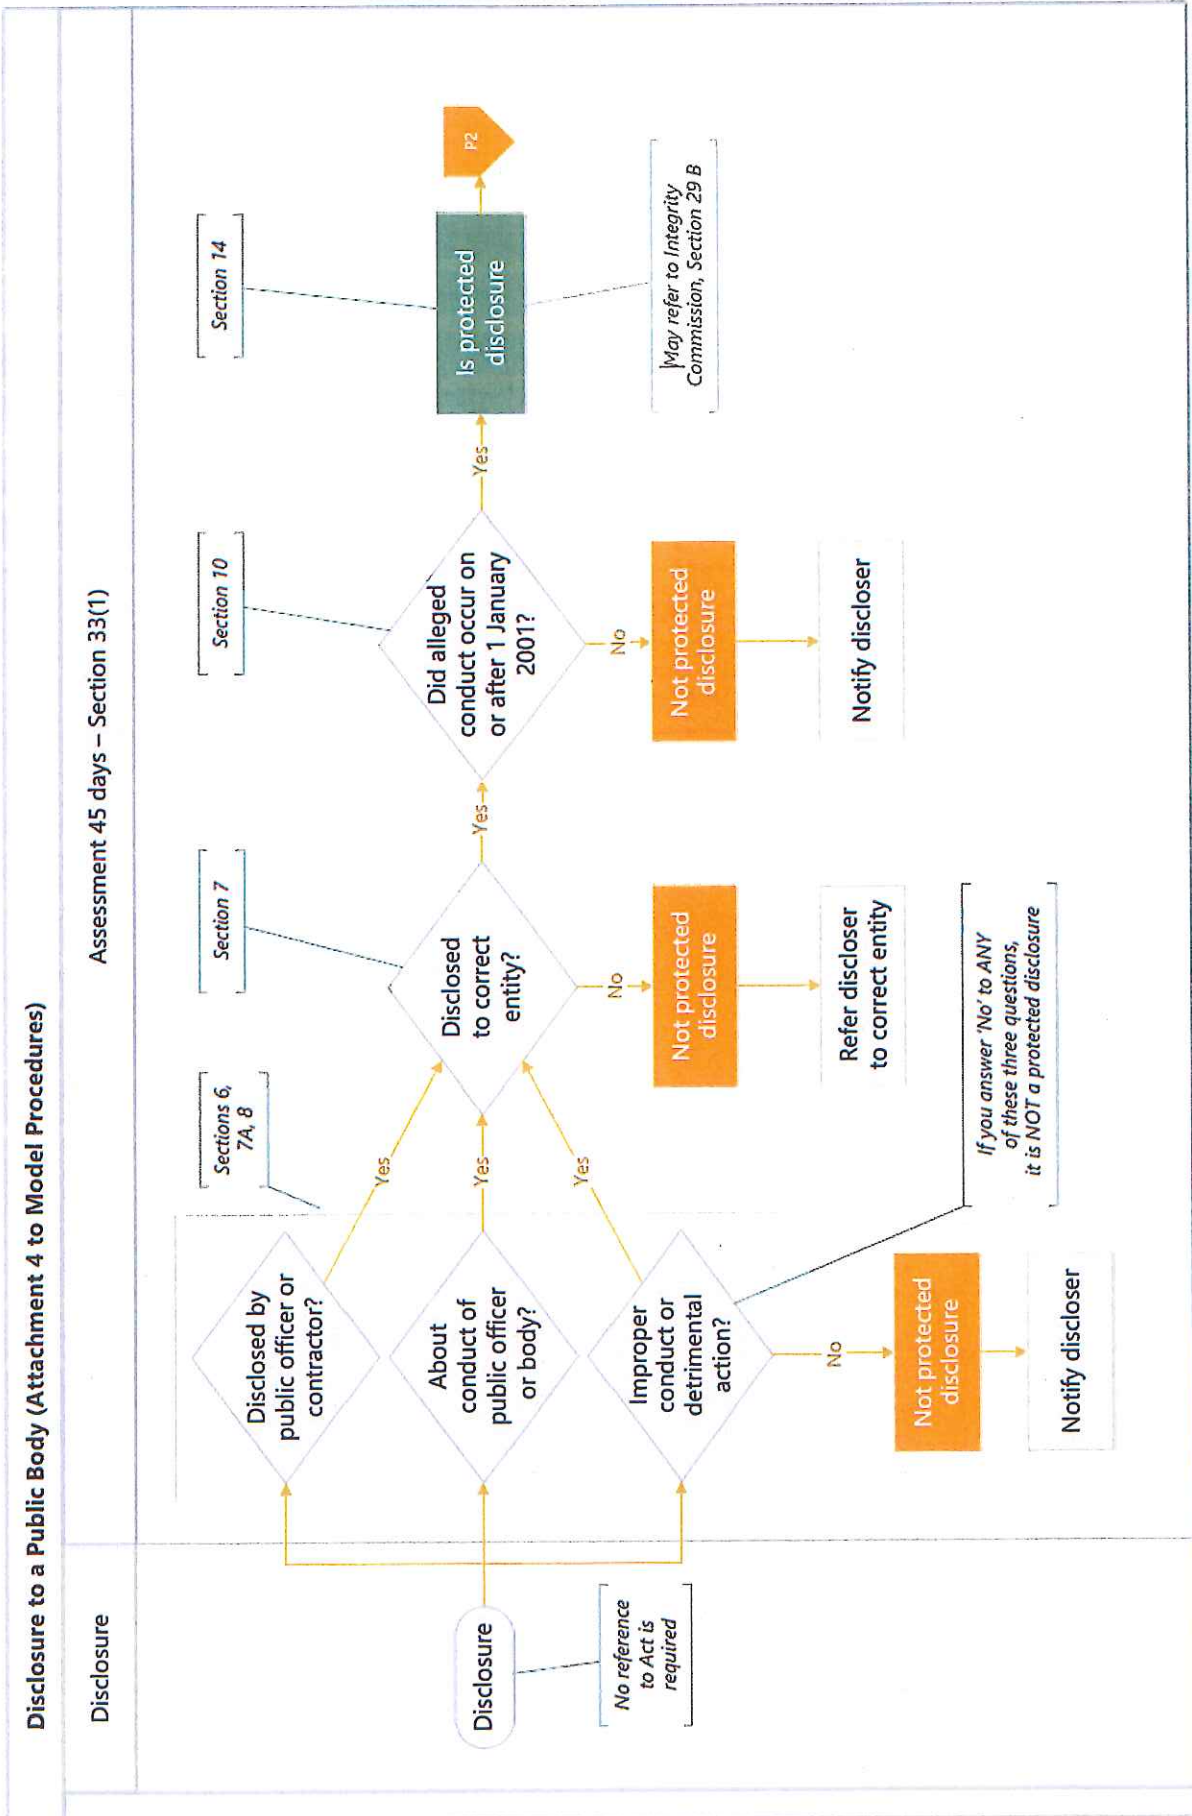 Disclosure to a Public Body (Attachment 4 to Model Procedures)
Disclosure
Assessment 45 days – Section 33(1)
Disclosure
No reference
to Act is
required
Disclosed by
public officer or
contractor?
About
conduct of
public officer
or body?
Improper
conduct or
detrimental
action?
Sections 6,
7A, 8
Yes
Yes
Yes
No
Not protected
disclosure
Notify discloser
If you answer 'No' to ANY
of these three questions,
it is NOT a protected disclosure
Section 7
Disclosed
to correct
entity?
No
Not protected
disclosure
Refer discloser
to correct entity
Yes
Section 10
Did alleged
conduct occur on
or after 1 January
2001?
No
Not protected
disclosure
Notify discloser
Yes
Section 14
Is protected
disclosure
May refer to Integrity
Commission, Section 29 B
P2